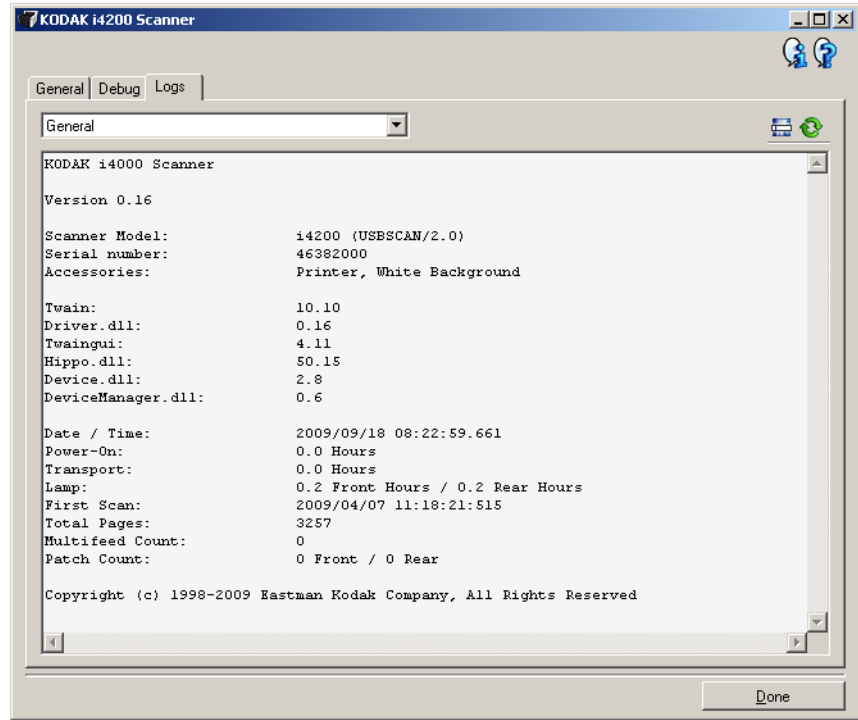 KODAK i4200 Scanner
General
Debug
Logs
General
KODAK i4000 Scanner
Version 0.16
Scanner Model: i4200 (USBSCAN/2.0)
Serial number: 46382000
Accessories: Printer, White Background
Twain: 10.10
Driver.dll: 0.16
Twaingui: 4.11
Hippo.dll: 50.15
Device.dll: 2.8
DeviceManager.dll: 0.6
Date / Time: 2009/09/18 08:22:59.661
Power-On: 0.0 Hours
Transport: 0.0 Hours
Lamp: 0.2 Front Hours / 0.2 Rear Hours
First Scan: 2009/04/07 11:18:21:515
Total Pages: 3257
Multifeed Count: 0
Patch Count: 0 Front / 0 Rear
Copyright (c) 1998-2009 Eastman Kodak Company, All Rights Reserved
Done